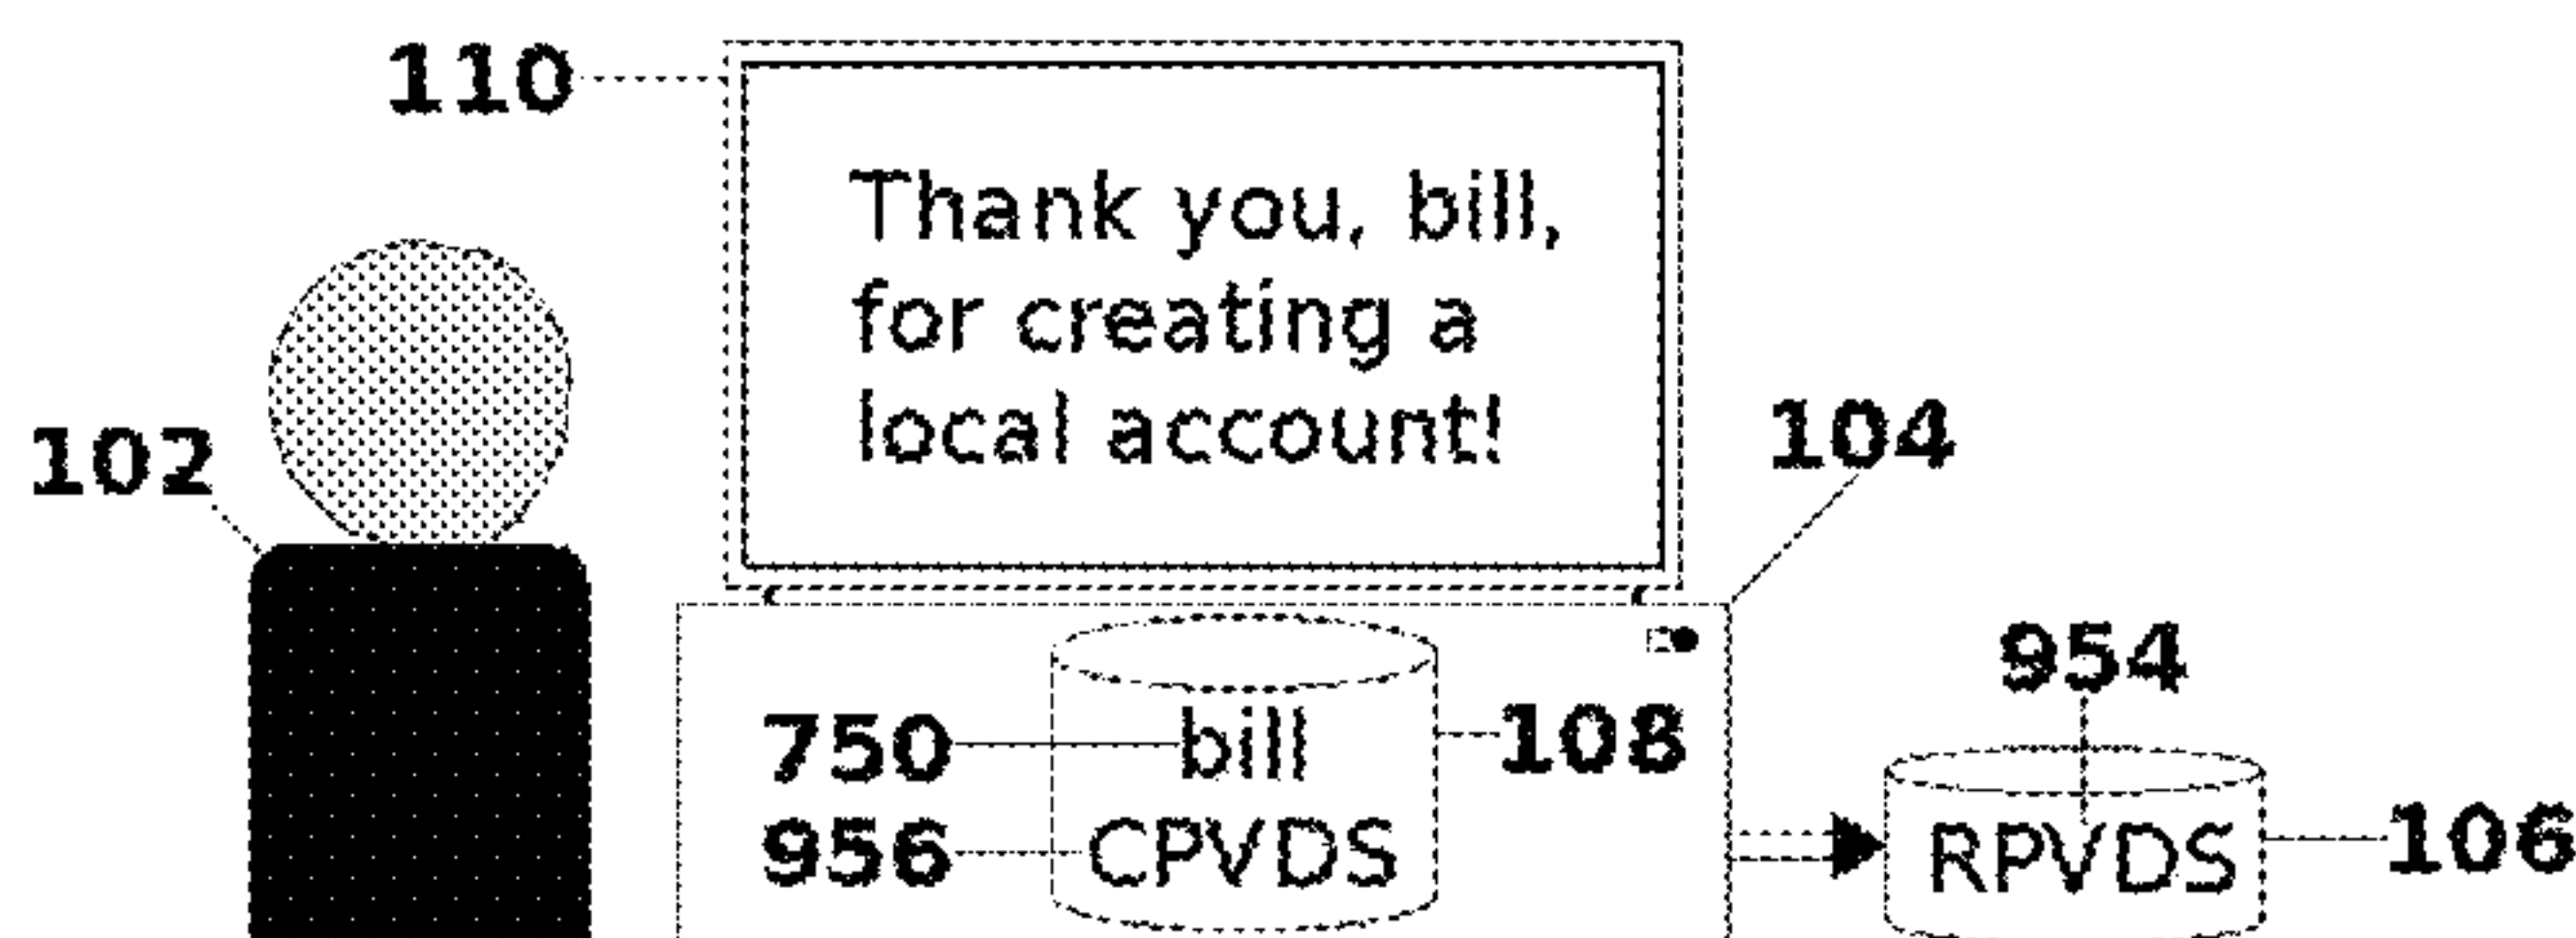 110
Thank you, bill,
for creating a
local account!
102
104
954
750 bill 108
956 CPVDS
RPVDS 106